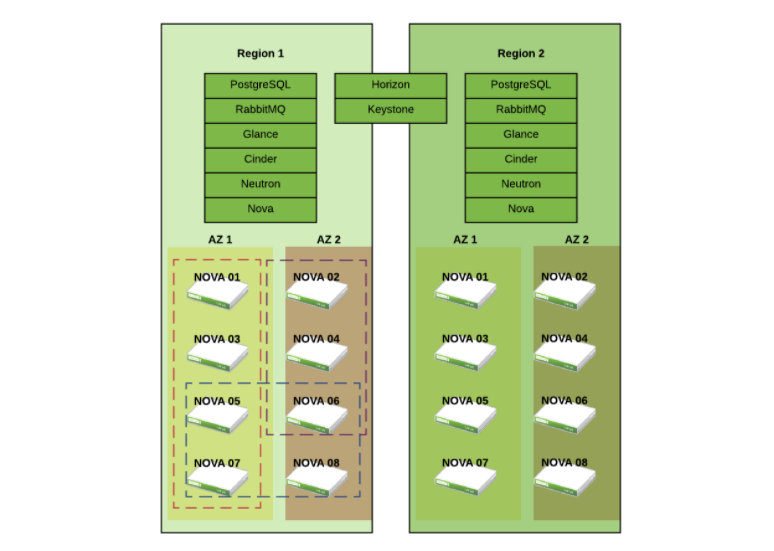 Region 1
PostgreSQL
RabbitMQ
Glance
Cinder
Neutron
Nova
Horizon
Keystone
Region 2
PostgreSQL
RabbitMQ
Glance
Cinder
Neutron
Nova
AZ 1
AZ 2
NOVA 01
NOVA 02
NOVA 03
NOVA 04
NOVA 05
NOVA 06
NOVA 07
NOVA 08
AZ 1
AZ 2
NOVA 01
NOVA 02
NOVA 03
NOVA 04
NOVA 05
NOVA 06
NOVA 07
NOVA 08